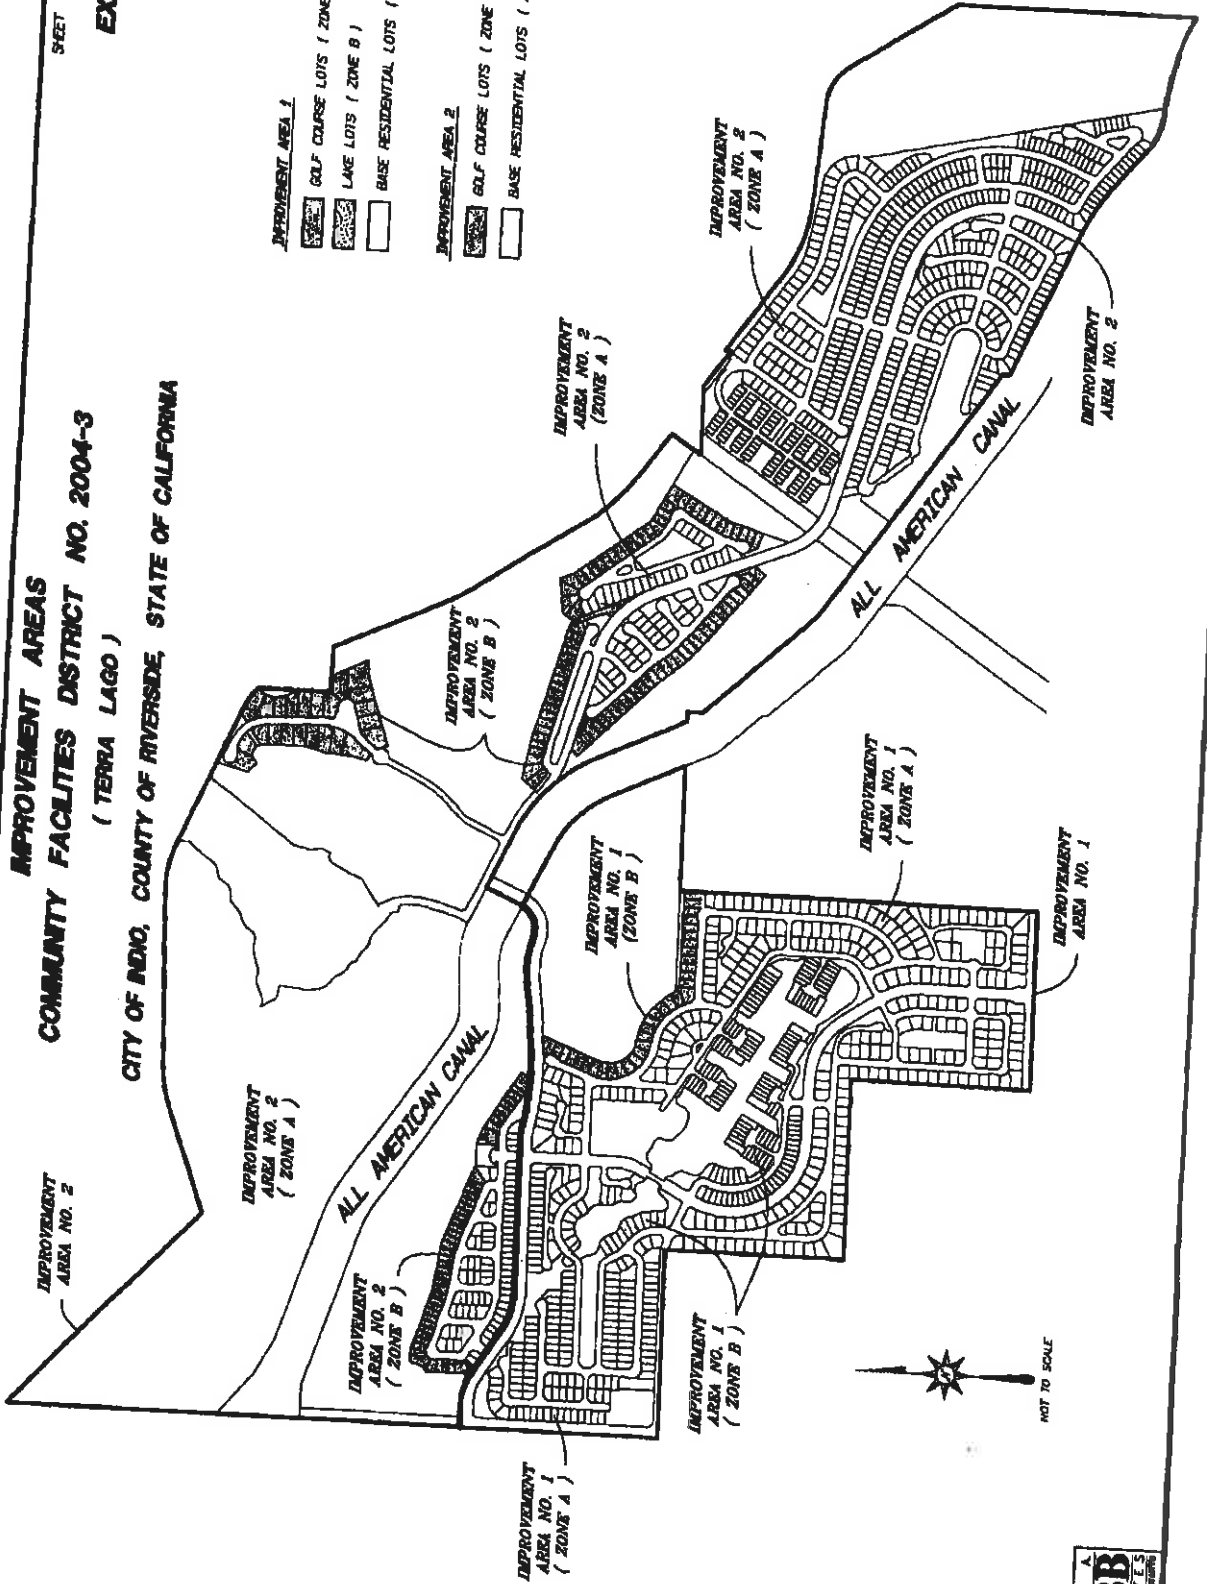 SHEET
EX
IMPROVEMENT AREAS
COMMUNITY FACILITIES DISTRICT NO. 2004-3
( TERRA LAGO )
CITY OF INDIO, COUNTY OF RIVERSIDE, STATE OF CALIFORNIA
IMPROVEMENT AREA 1
GOLF COURSE LOTS ( ZONE
LAKE LOTS ( ZONE B )
BASE RESIDENTIAL LOTS (
IMPROVEMENT AREA 2
GOLF COURSE LOTS ( ZONE
BASE RESIDENTIAL LOTS (
IMPROVEMENT
AREA NO. 2
IMPROVEMENT
AREA NO. 2
( ZONE A )
ALL AMERICAN CANAL
IMPROVEMENT
AREA NO. 2
( ZONE B )
IMPROVEMENT
AREA NO. 2
( ZONE B )
IMPROVEMENT
AREA NO. 2
(ZONE A )
IMPROVEMENT
AREA NO. 2
( ZONE A )
IMPROVEMENT
AREA NO. 1
( ZONE A )
IMPROVEMENT
AREA NO. 1
( ZONE B )
IMPROVEMENT
AREA NO. 1
(ZONE B )
IMPROVEMENT
AREA NO. 1
( ZONE A )
ALL AMERICAN CANAL
IMPROVEMENT
AREA NO. 2
IMPROVEMENT
AREA NO. 1
N
NOT TO SCALE
A
B
ES